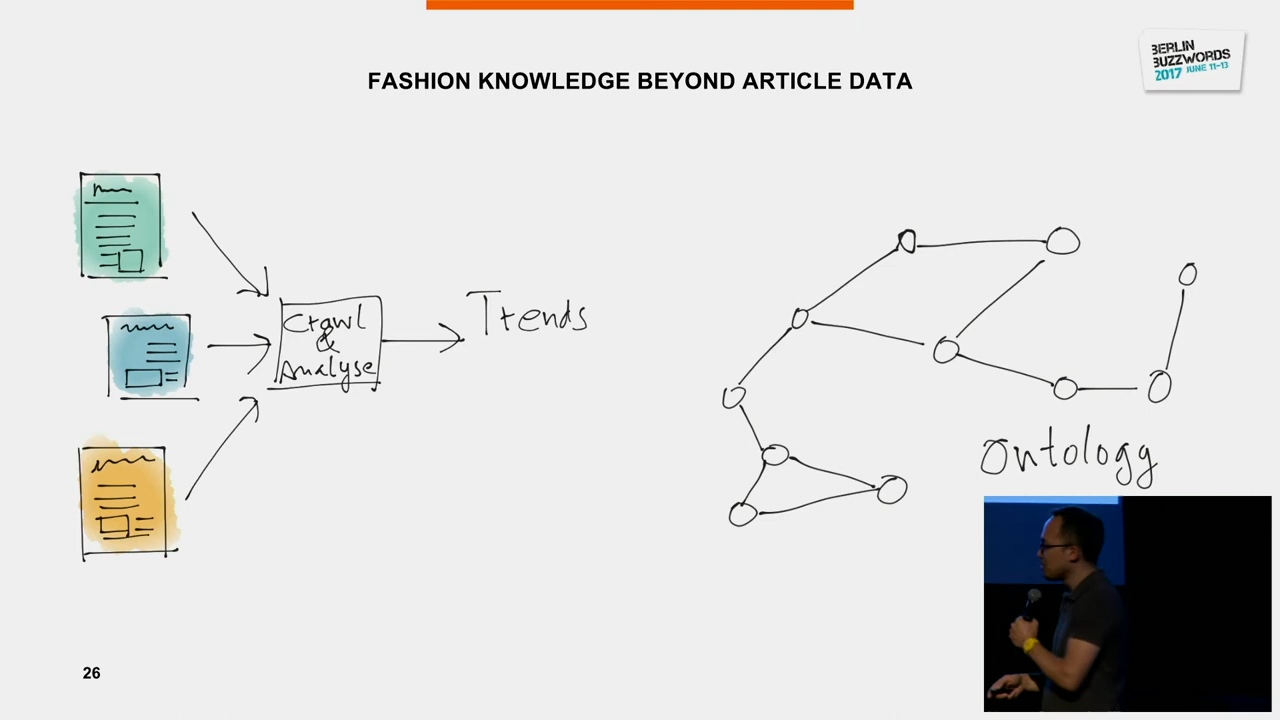 FASHION KNOWLEDGE BEYOND ARTICLE DATA
BERLIN
BUZZWORDS
2017 JUNE 11-13
Crawl
&
Analyse
Trends
Ontology
26